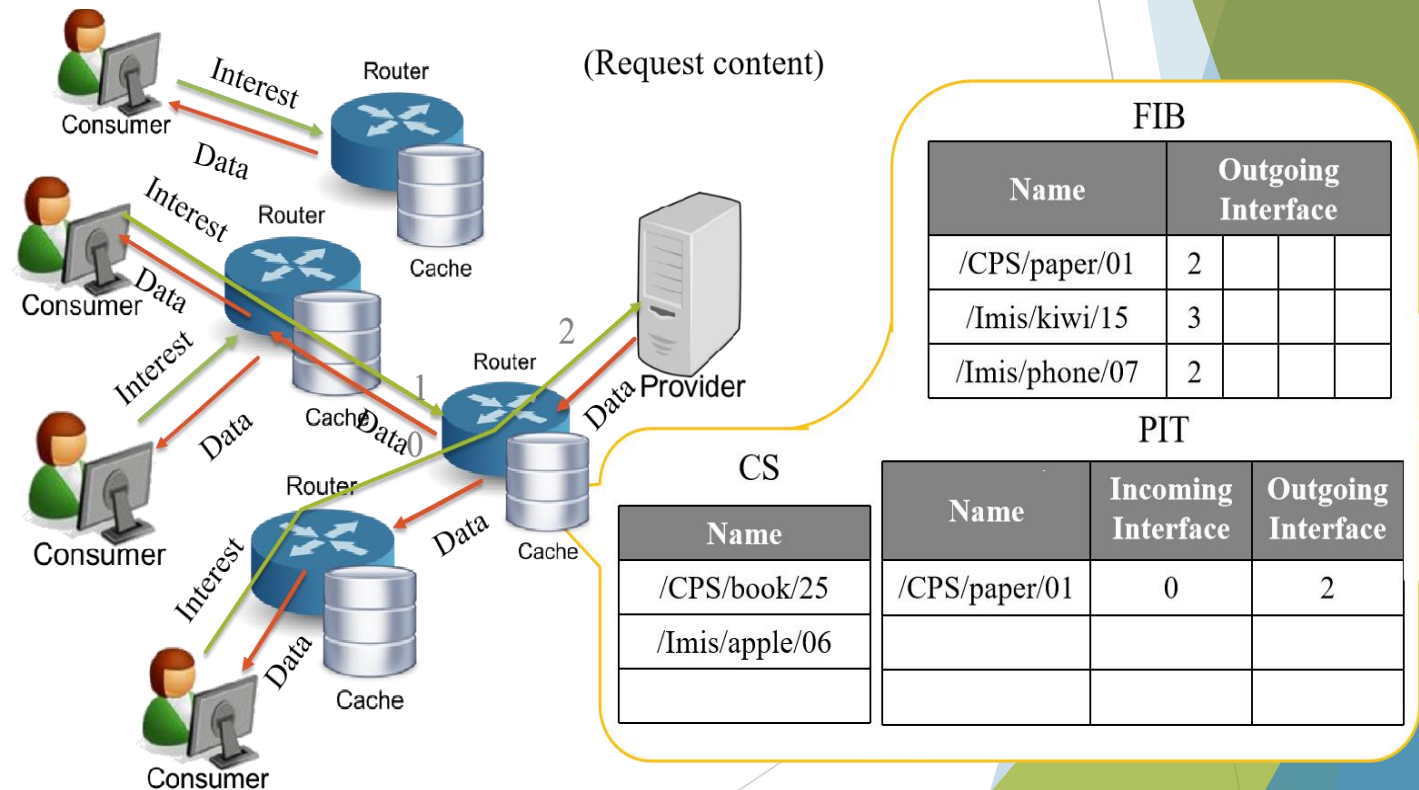 (Request content)
Interest
Router
Consumer
Data
Cache
Interest
Router
Consumer
Data
Cache
Interest
Data
Consumer
1
0
2
Router
Data
Cache
Provider
Data
Router
Interest
Data
Data
Cache
Consumer
FIB
Name Outgoing
Interface
/CPS/paper/01 2
/Imis/kiwi/15 3
/Imis/phone/07 2
CS
Name
/CPS/book/25
/Imis/apple/06
PIT
Name Incoming
Interface Outgoing
Interface
/CPS/paper/01 0 2